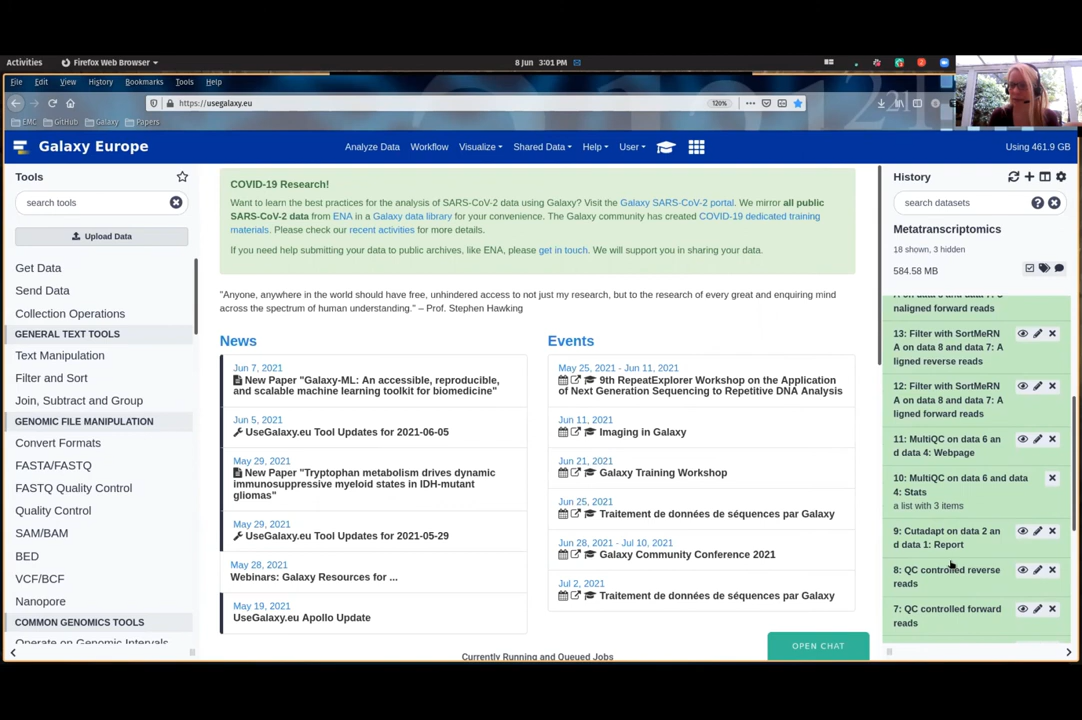 Activities
Firefox Web Browser
8 Jun 3:01 PM
File Edit View History Bookmarks Tools Help
https://usegalaxy.eu
120%
EMC GitHub Galaxy Papers
Galaxy Europe
Analyze Data Workflow Visualize Shared Data Help User
Using 461.9 GB
Tools
search tools
Upload Data
Get Data
Send Data
Collection Operations
GENERAL TEXT TOOLS
Text Manipulation
Filter and Sort
Join, Subtract and Group
GENOMIC FILE MANIPULATION
Convert Formats
FASTA/FASTQ
FASTQ Quality Control
Quality Control
SAM/BAM
BED
VCF/BCF
Nanopore
COMMON GENOMICS TOOLS
Operate on Genomic Intervals
COVID-19 Research!
Want to learn the best practices for the analysis of SARS-CoV-2 data using Galaxy? Visit the Galaxy SARS-CoV-2 portal. We mirror all public
SARS-CoV-2 data from ENA in a Galaxy data library for your convenience. The Galaxy community has created COVID-19 dedicated training
materials. Please check our recent activities for more details.
If you need help submitting your data to public archives, like ENA, please get in touch. We will support you in sharing your data.
"Anyone, anywhere in the world should have free, unhindered access to not just my research, but to the research of every great and enquiring mind
across the spectrum of human understanding." – Prof. Stephen Hawking
News
Jun 7, 2021
New Paper "Galaxy-ML: An accessible, reproducible,
and scalable machine learning toolkit for biomedicine"
Jun 5, 2021
UseGalaxy.eu Tool Updates for 2021-06-05
May 29, 2021
New Paper "Tryptophan metabolism drives dynamic
immunosuppressive myeloid states in IDH-mutant
gliomas"
May 29, 2021
UseGalaxy.eu Tool Updates for 2021-05-29
May 28, 2021
Webinars: Galaxy Resources for ...
May 19, 2021
UseGalaxy.eu Apollo Update
Events
May 25, 2021 - Jun 11, 2021
9th RepeatExplorer Workshop on the Application
of Next Generation Sequencing to Repetitive DNA Analysis
Jun 11, 2021
Imaging in Galaxy
Jun 21, 2021
Galaxy Training Workshop
Jun 25, 2021
Traitement de données de séquences par Galaxy
Jun 28, 2021 - Jul 10, 2021
Galaxy Community Conference 2021
Jul 2, 2021
Traitement de données de séquences par Galaxy
Currently Running and Queued Jobs
OPEN CHAT
History
search datasets
Metatranscriptomics
18 shown, 3 hidden
584.58 MB
A on data 8 and data 7: U
naligned forward reads
13: Filter with SortMeRN
A on data 8 and data 7: A
ligned reverse reads
12: Filter with SortMeRN
A on data 8 and data 7: A
ligned forward reads
11: MultiQC on data 6 an
d data 4: Webpage
10: MultiQC on data 6 and data
4: Stats
a list with 3 items
9: Cutadapt on data 2 an
d data 1: Report
8: QC controlled reverse
reads
7: QC controlled forward
reads